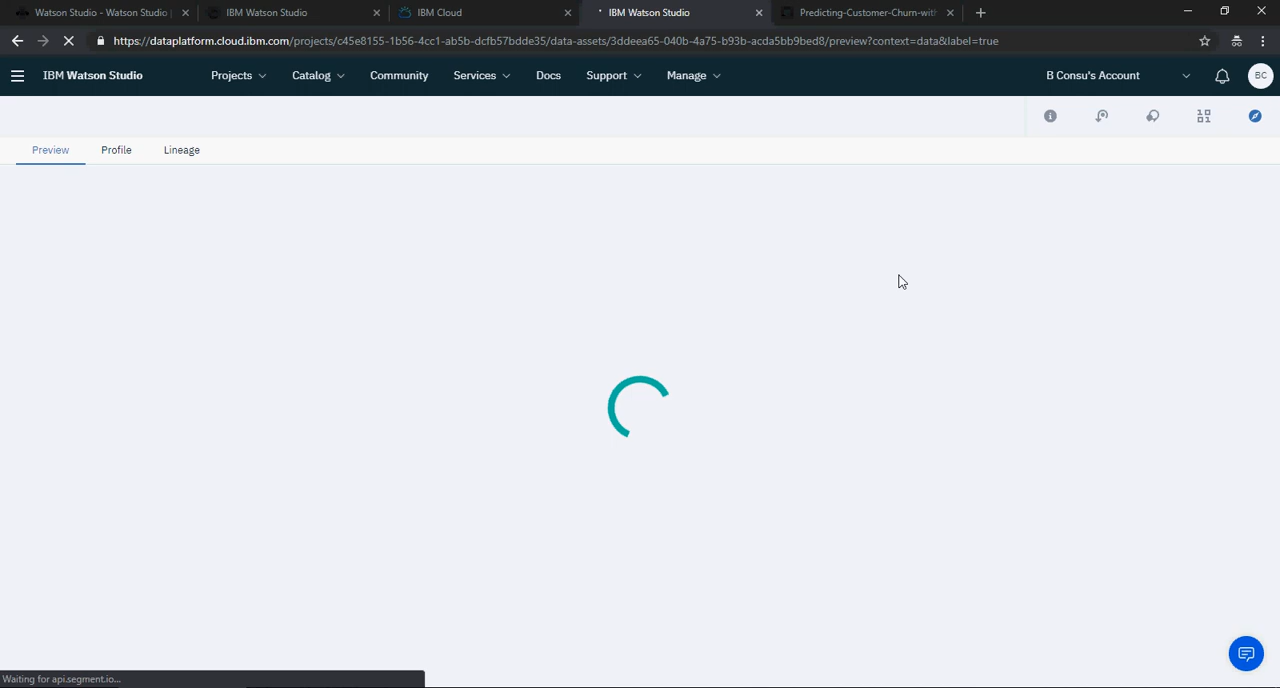 Watson Studio - Watson Studio
IBM Watson Studio
IBM Cloud
IBM Watson Studio
Predicting-Customer-Churn-with
https://dataplatform.cloud.ibm.com/projects/c45e8155-1b56-4cc1-ab5b-dcfb57bdde35/data-assets/3ddeea65-040b-4a75-b93b-acda5bb9bed8/preview?context=data&label=true
IBM Watson Studio
Projects
Catalog
Community
Services
Docs
Support
Manage
B Consu's Account
BC
Preview
Profile
Lineage
Waiting for api.segment.io...